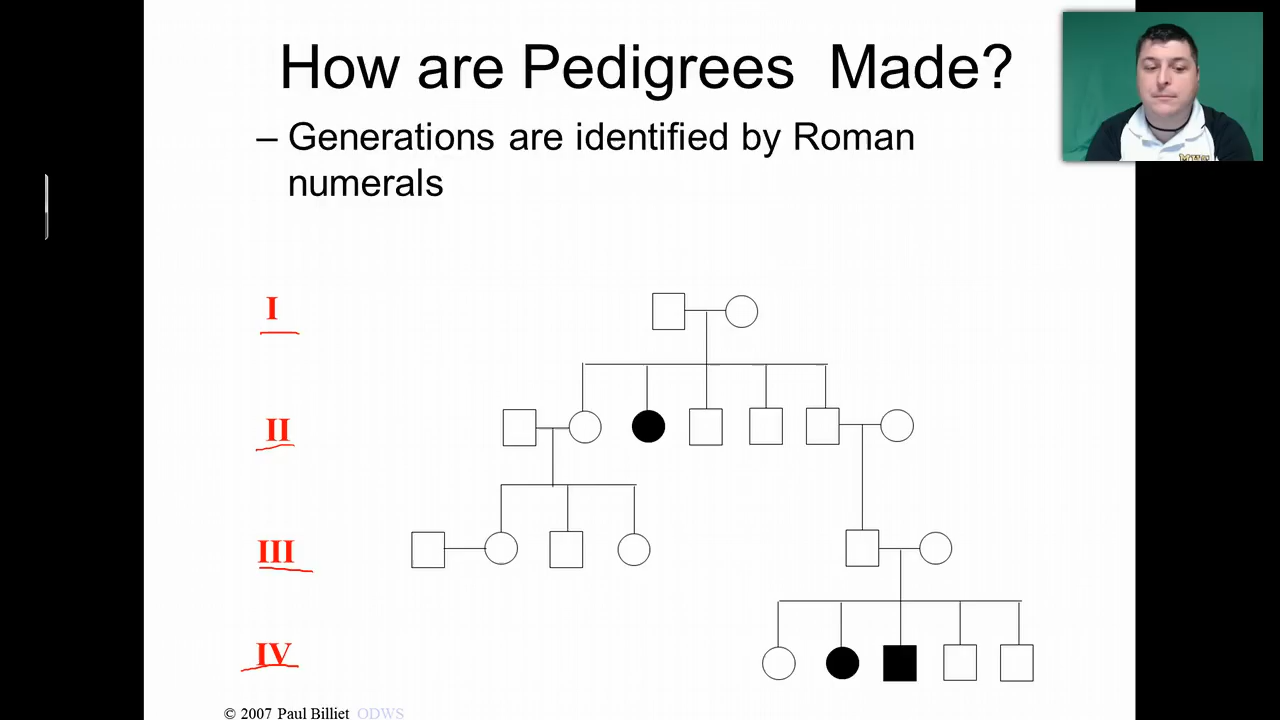 How are Pedigrees Made?
– Generations are identified by Roman
numerals
I
II
III
IV
© 2007 Paul Billiet ODWS